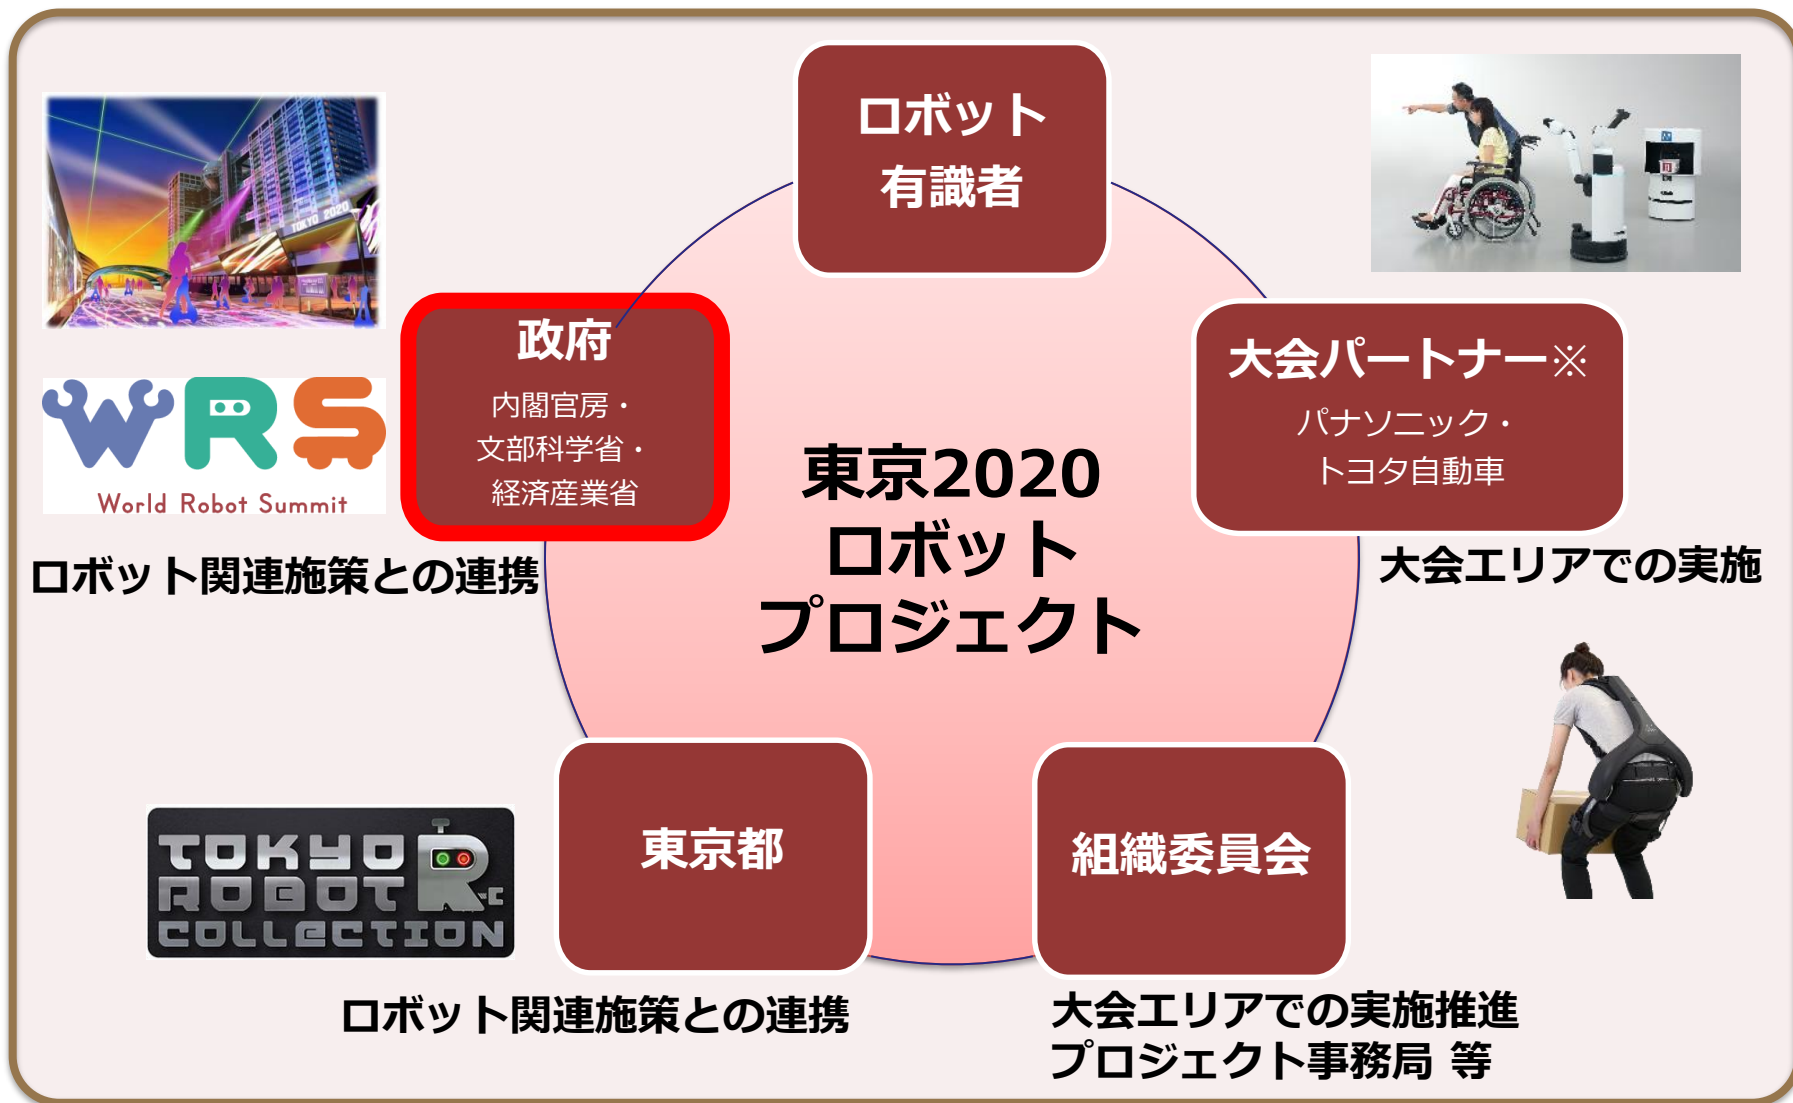 ロボット
有識者
TOKYO 2020
政府
内閣官房・
文部科学省・
経済産業省
大会パートナー※
パナソニック・
トヨタ自動車
WRS
World Robot Summit
ロボット関連施策との連携
東京2020
ロボット
プロジェクト
大会エリアでの実施
東京都
組織委員会
TOKYO
ROBOT R-C
COLLECTION
ロボット関連施策との連携
大会エリアでの実施推進
プロジェクト事務局 等